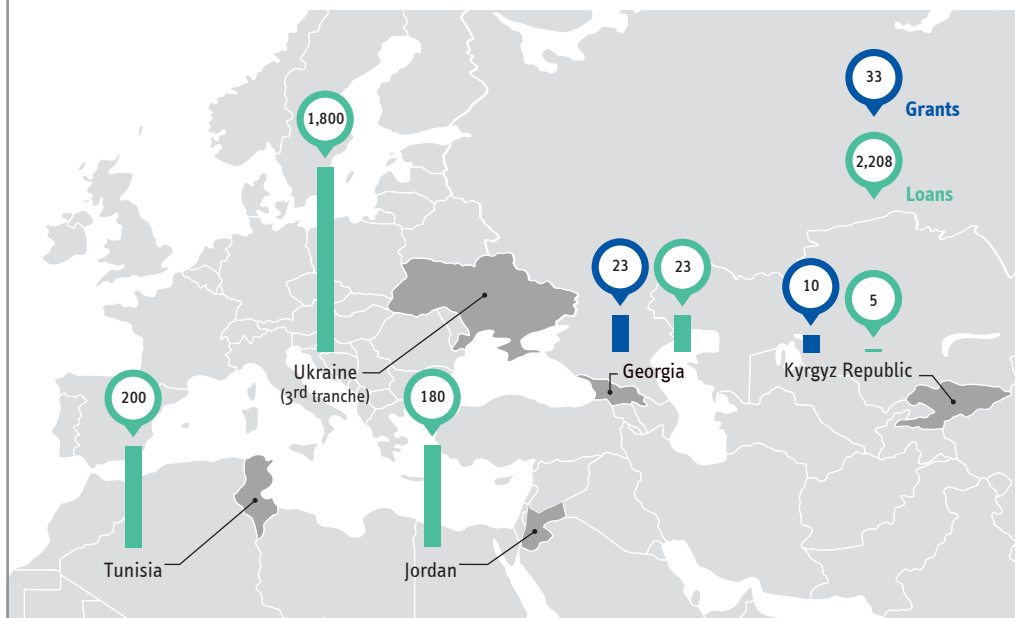 33
Grants
1,800
2,208
Loans
23
23
10
5
Ukraine
(3rd tranche)
Georgia
Kyrgyz Republic
200
180
Tunisia
Jordan